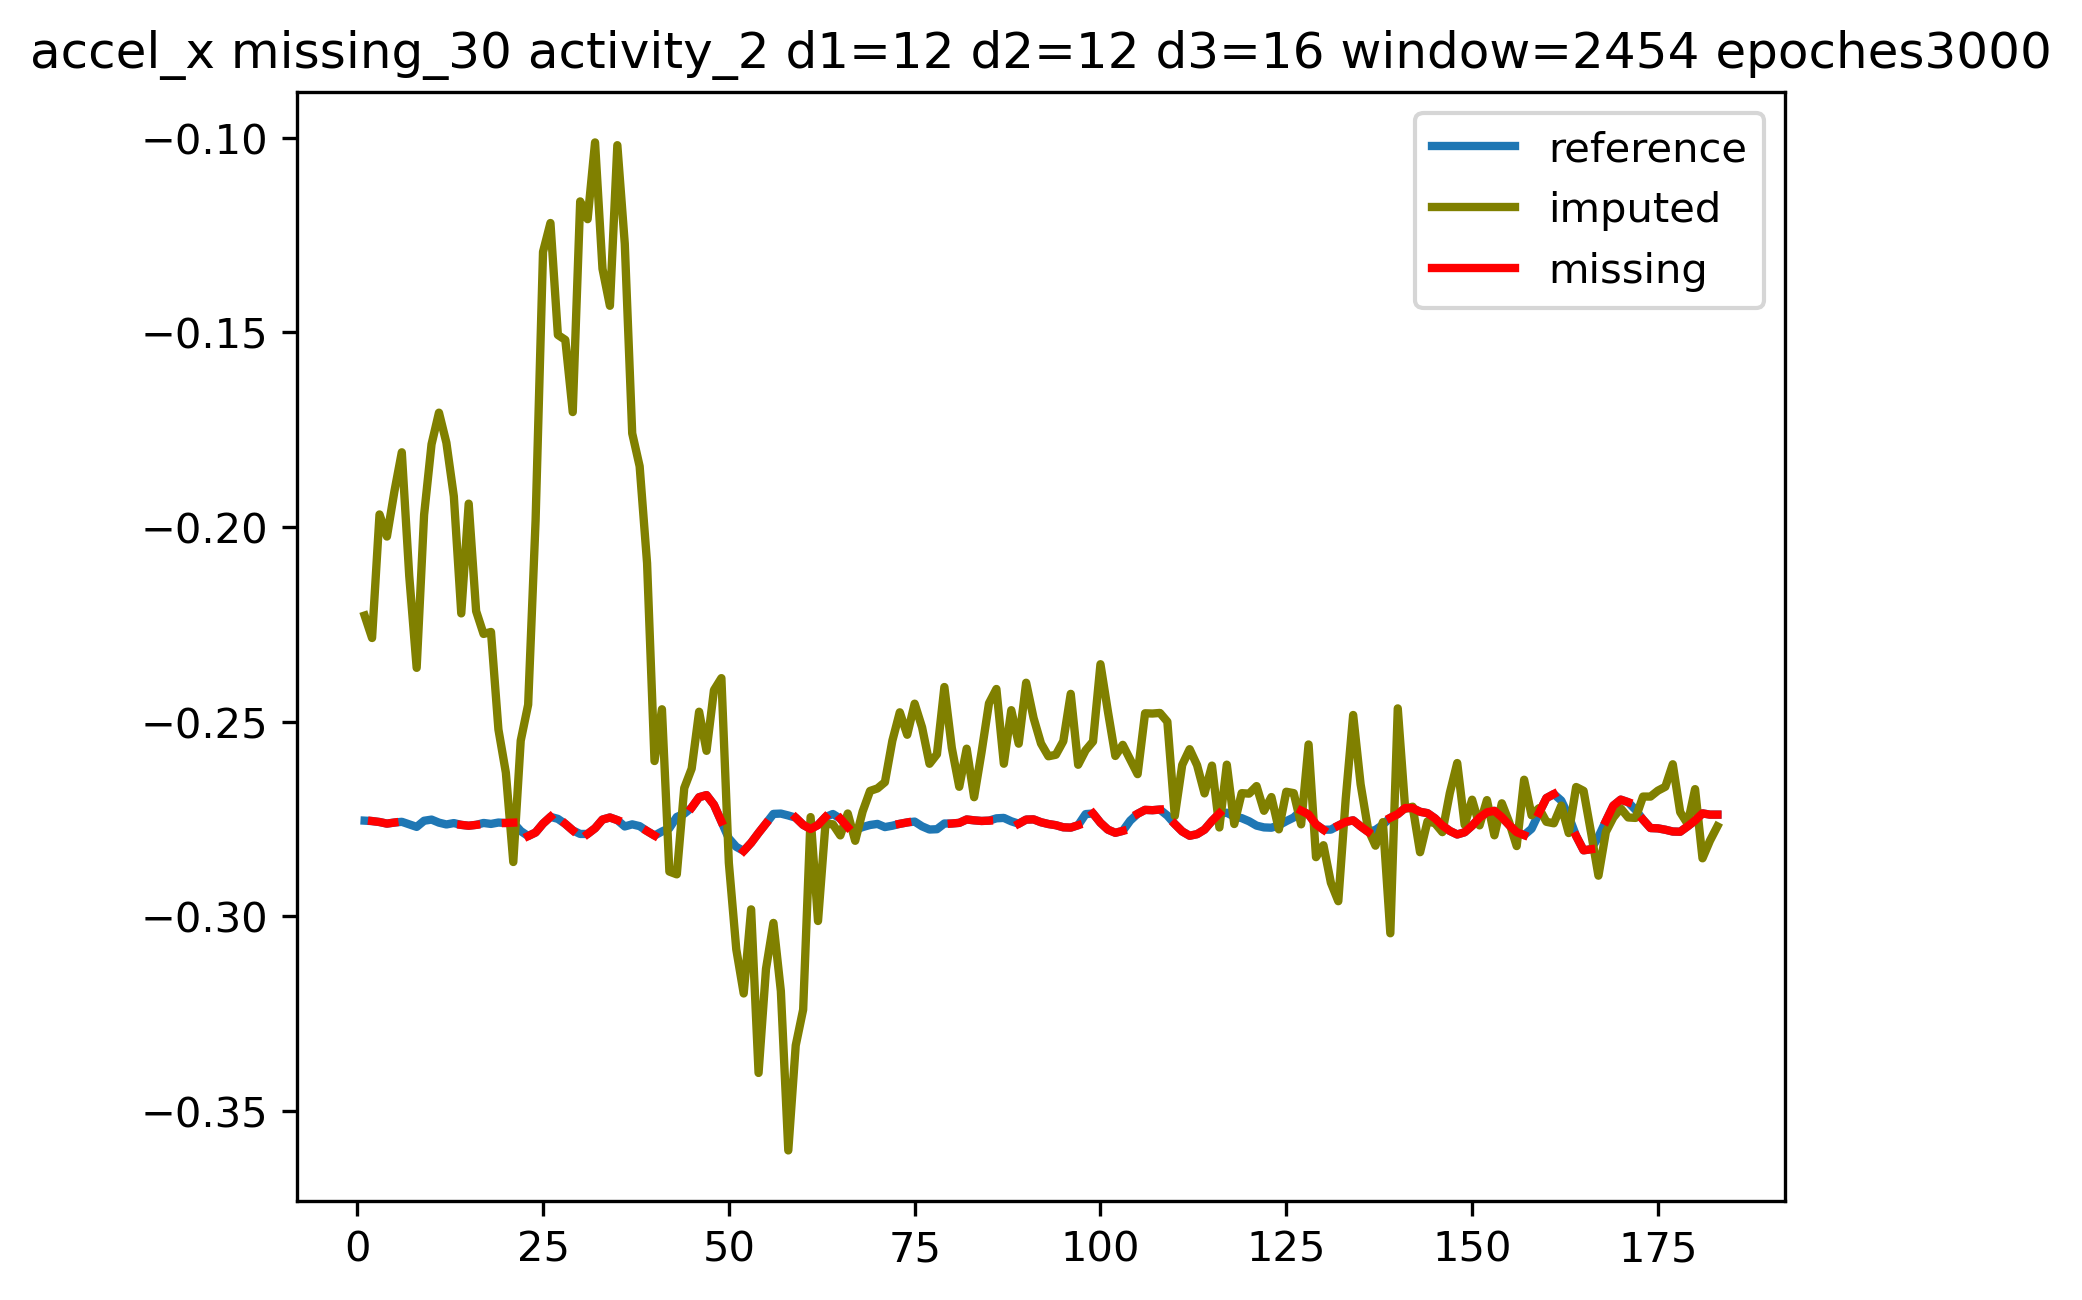 accel_x missing_30 activity_2 d1=12 d2=12 d3=16 window=2454 epoches3000
reference
imputed
missing
−0.10
−0.15
−0.20
−0.25
−0.30
−0.35
0 25 50 75 100 125 150 175